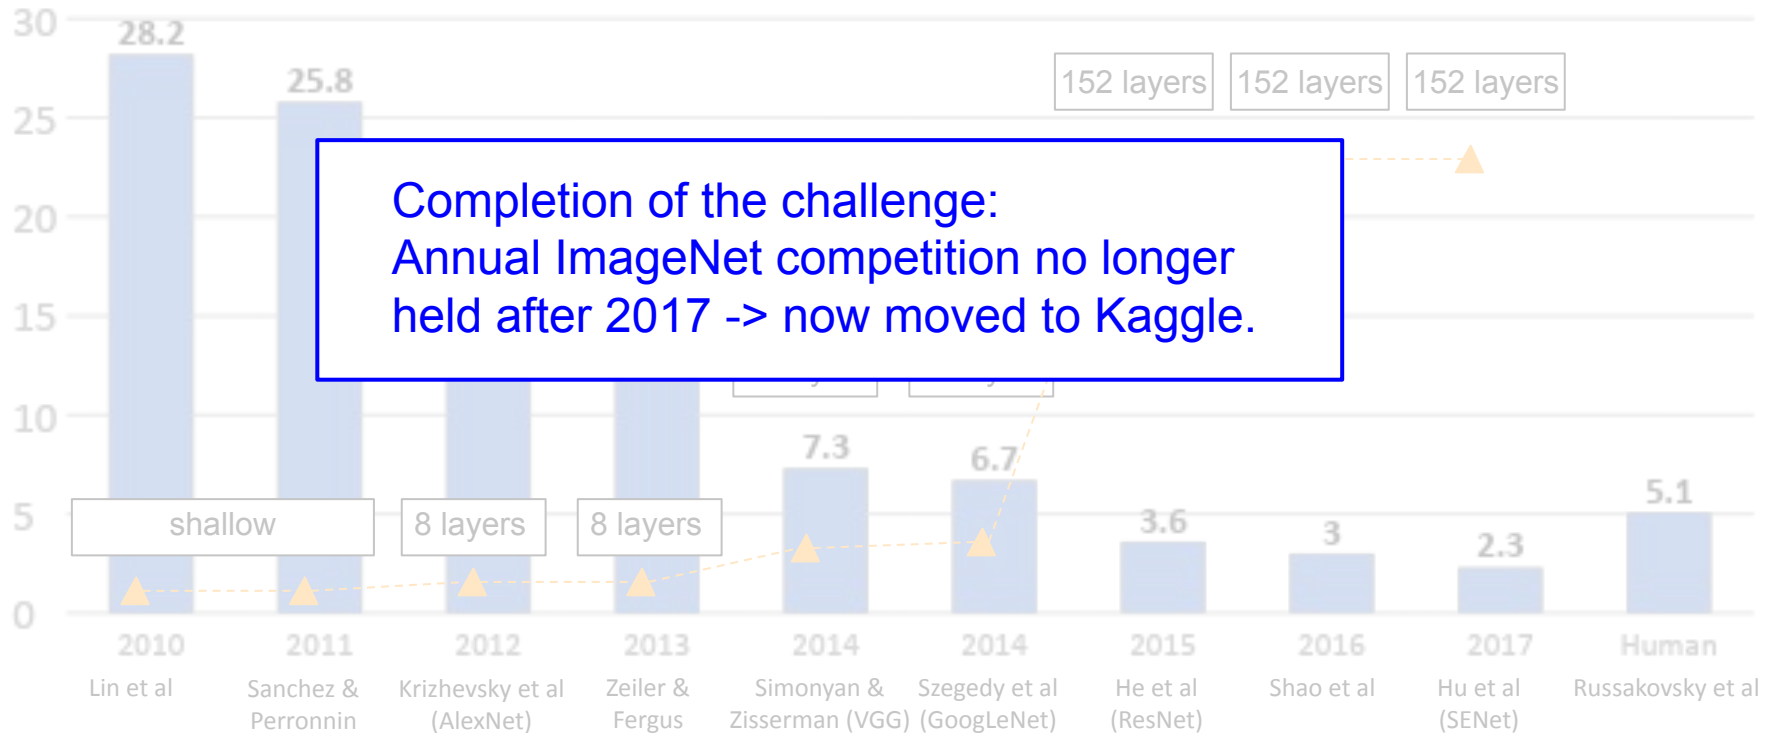 30
28.2
25.8
152 layers 152 layers 152 layers
25
Completion of the challenge:
Annual ImageNet competition no longer
held after 2017 -> now moved to Kaggle.
20
15
10
7.3
6.7
5
shallow
8 layers
8 layers
3.6
3
2.3
5.1
0
2010 2011 2012 2013 2014 2014 2015 2016 2017 Human
Lin et al
Sanchez &
Perronnin
Krizhevsky et al
(AlexNet)
Zeiler &
Fergus
Simonyan &
Zisserman (VGG)
Szegedy et al
(GoogLeNet)
He et al
(ResNet)
Shao et al
Hu et al
(SENet)
Russakovsky et al